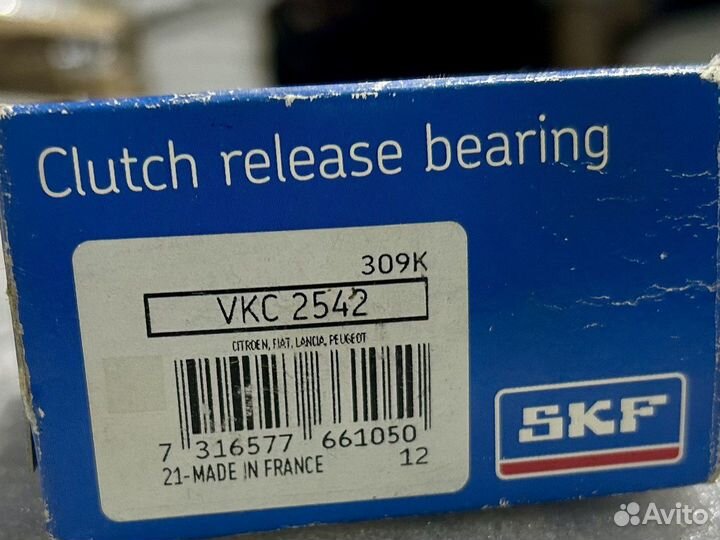 Clutch release bearing
309K
VKC 2542
CITROEN, FIAT, LANCIA, PEUGEOT
7 316577 661050
21-MADE IN FRANCE 12
SKF
Avito